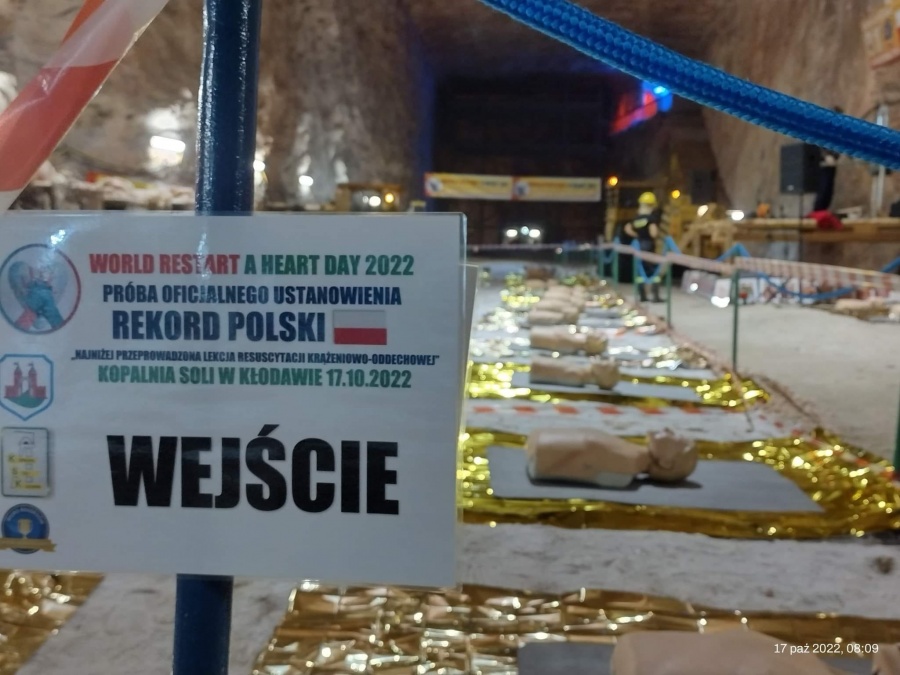 WORLD RESTART A HEART DAY 2022
PRÓBA OFICJALNEGO USTANOWIENIA
REKORD POLSKI
„NAJNIŻEJ PRZEPROWADZONA LEKCJA RESUSCYTACJI KRĄŻENIOWO-ODDECHOWEJ”
KOPALNIA SOLI W KŁODAWIE 17.10.2022
WEJŚCIE
17 paź 2022, 08:09